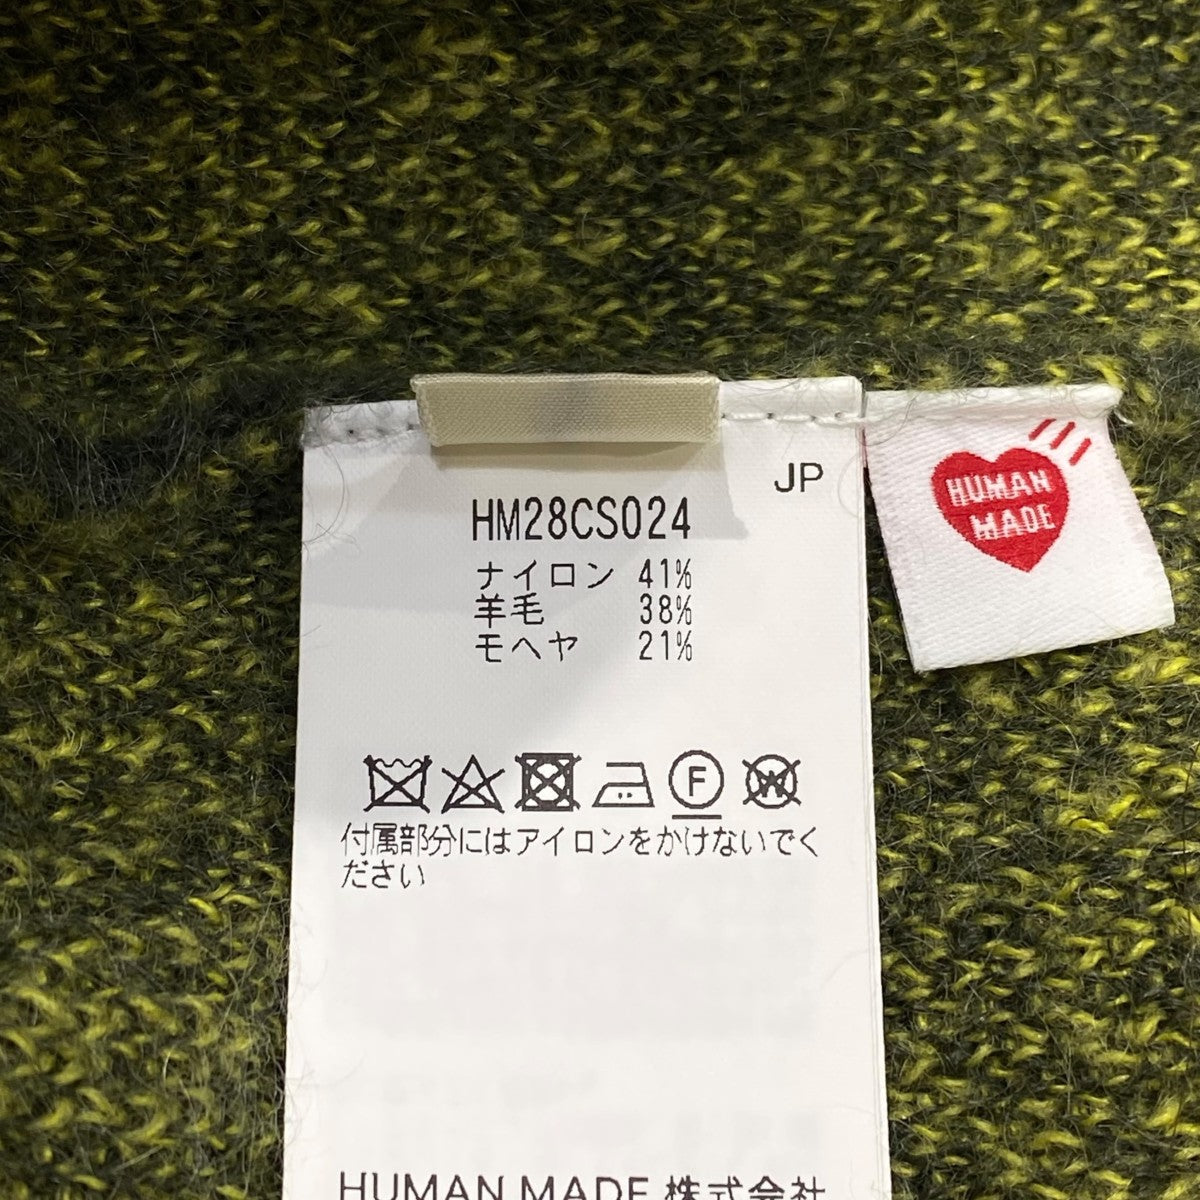 JP
HM28CS024
ナイロン 41%
羊毛 38%
モヘヤ 21%
F
W
付属部分にはアイロンをかけないでく
ださい
HUMAN MADE 株式会社
HUMAN
MADE